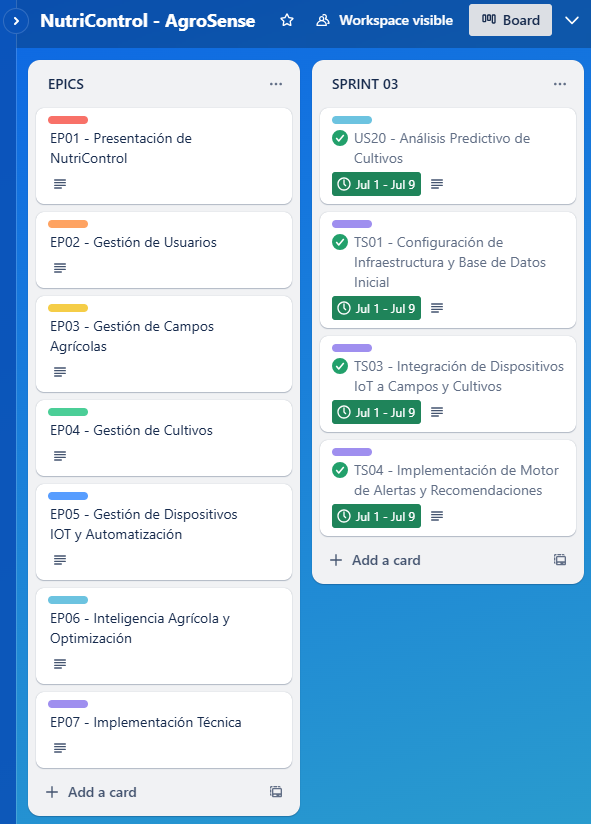 NutriControl - AgroSense
Workspace visible
Board
EPICS
EP01 - Presentación de
NutriControl
EP02 - Gestión de Usuarios
EP03 - Gestión de Campos
Agrícolas
EP04 - Gestión de Cultivos
EP05 - Gestión de Dispositivos
IOT y Automatización
EP06 - Inteligencia Agrícola y
Optimización
EP07 - Implementación Técnica
Add a card
SPRINT 03
US20 - Análisis Predictivo de
Cultivos
Jul 1 - Jul 9
TS01 - Configuración de
Infraestructura y Base de Datos
Inicial
Jul 1 - Jul 9
TS03 - Integración de Dispositivos
IoT a Campos y Cultivos
Jul 1 - Jul 9
TS04 - Implementación de Motor
de Alertas y Recomendaciones
Jul 1 - Jul 9
Add a card